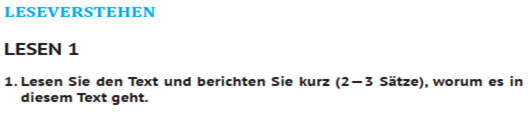 LESEVERSTEHEN
LESEN 1
1. Lesen Sie den Text und berichten Sie kurz (2—3 Sätze), worum es in
diesem Text geht.